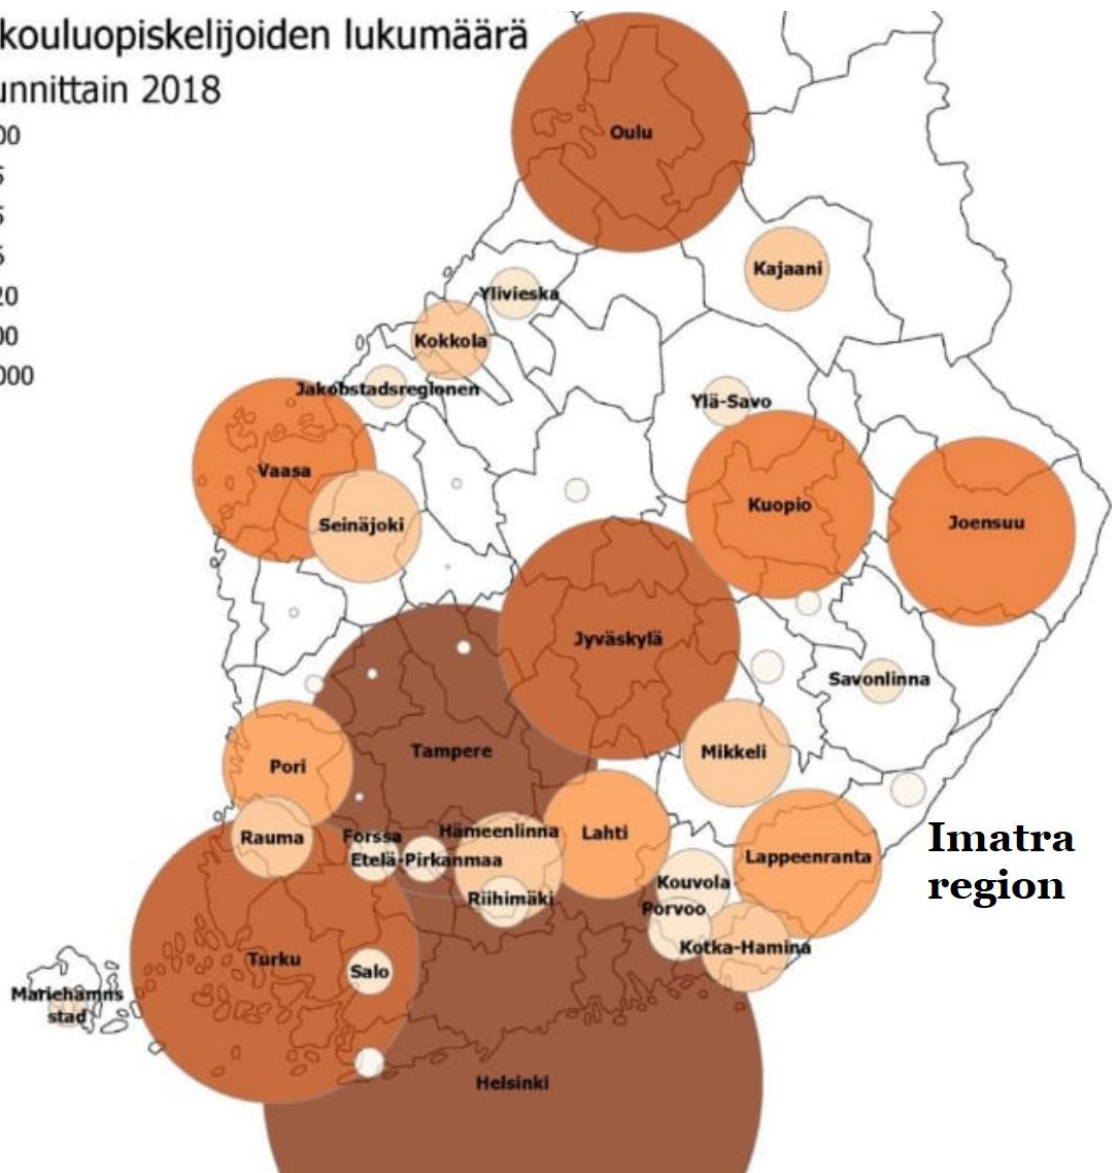 kouluopiskelijoiden lukumäärä
unnittain 2018
00
5
5
5
20
00
000
Oulu
Kajaani
Ylivieska
Kokkola
Jakobstadsregionen
Ylä-Savo
Vaasa
Kuopio
Seinäjoki
Joensuu
Jyväskylä
Savonlinna
Tampere
Mikkeli
Pori
Rauma
Forssa
Hämeenlinna
Lahti
Imatra
region
Lappeenranta
Etelä-Pirkanmaa
Kouvola
Riihimäki
Porvoo
Kotka-Hamina
Turku
Salo
Mariehamns
stad
Helsinki